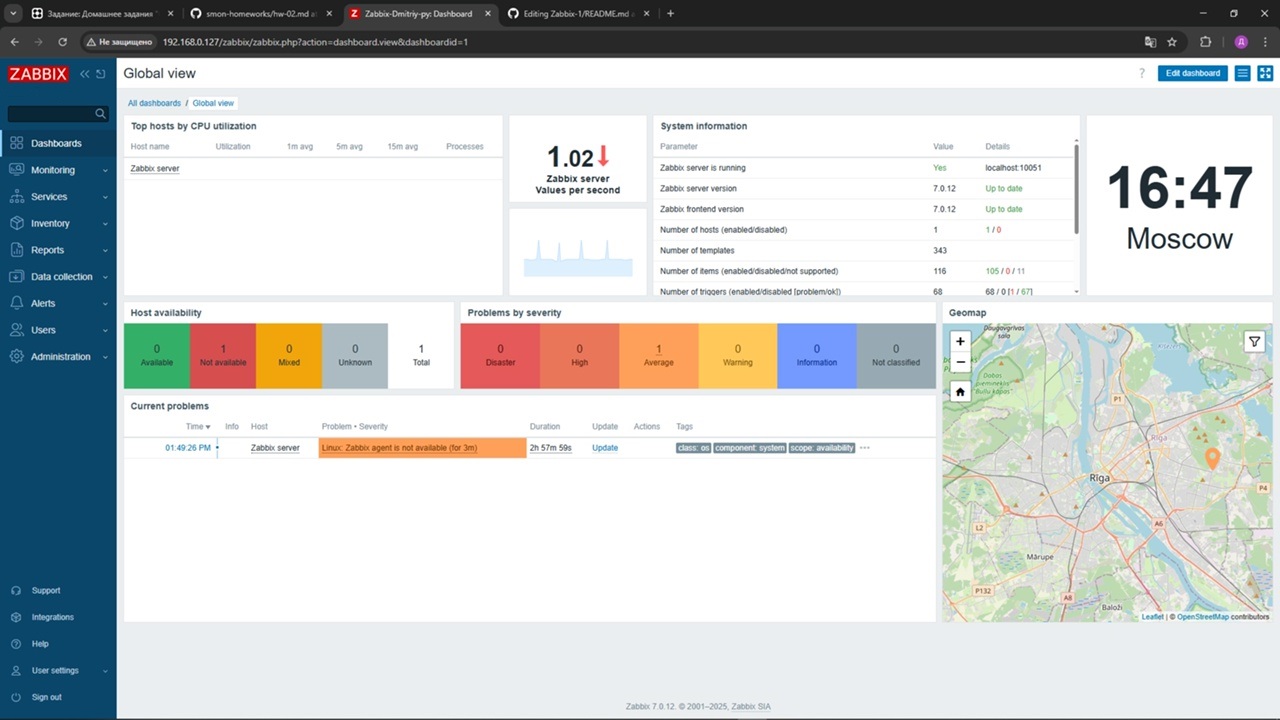 Задание: Домашнее задания "
smon-homeworks/hw-02.md at
Zabbix-Dmitriy-py: Dashboard
Editing Zabbix-1/README.md
Не защищено
192.168.0.127/zabbix/zabbix.php?action=dashboard.view&dashboardid=1
Д
ZABBIX
Dashboards
Monitoring
Services
Inventory
Reports
Data collection
Alerts
Users
Administration
Support
Integrations
Help
User settings
Sign out
Global view
?
Edit dashboard
All dashboards / Global view
Top hosts by CPU utilization
Host name Utilization 1m avg 5m avg 15m avg Processes
Zabbix server
1.02
Zabbix server
Values per second
System information
Parameter Value Details
Zabbix server is running Yes localhost:10051
Zabbix server version 7.0.12 Up to date
Zabbix frontend version 7.0.12 Up to date
Number of hosts (enabled/disabled) 1 1 / 0
Number of templates 343
Number of items (enabled/disabled/not supported) 116 105 / 0 / 11
Number of triggers (enabled/disabled [problem/ok]) 68 68 / 0 [1 / 67]
16:47
Moscow
Host availability
0 Available
1 Not available
0 Mixed
0 Unknown
1 Total
Problems by severity
0 Disaster
0 High
1 Average
0 Warning
0 Information
0 Not classified
Current problems
Time Info Host Problem • Severity Duration Update Actions Tags
01:49:26 PM Zabbix server Linux: Zabbix agent is not available (for 3m) 2h 57m 59s Update class: os component: system scope: availability
Geomap
+
−
Daugavgrīvas
sala
Rīga
P4
A6
L2
Mārupe
P132
A8
Baloži
Leaflet | © OpenStreetMap contributors
Zabbix 7.0.12. © 2001–2025, Zabbix SIA